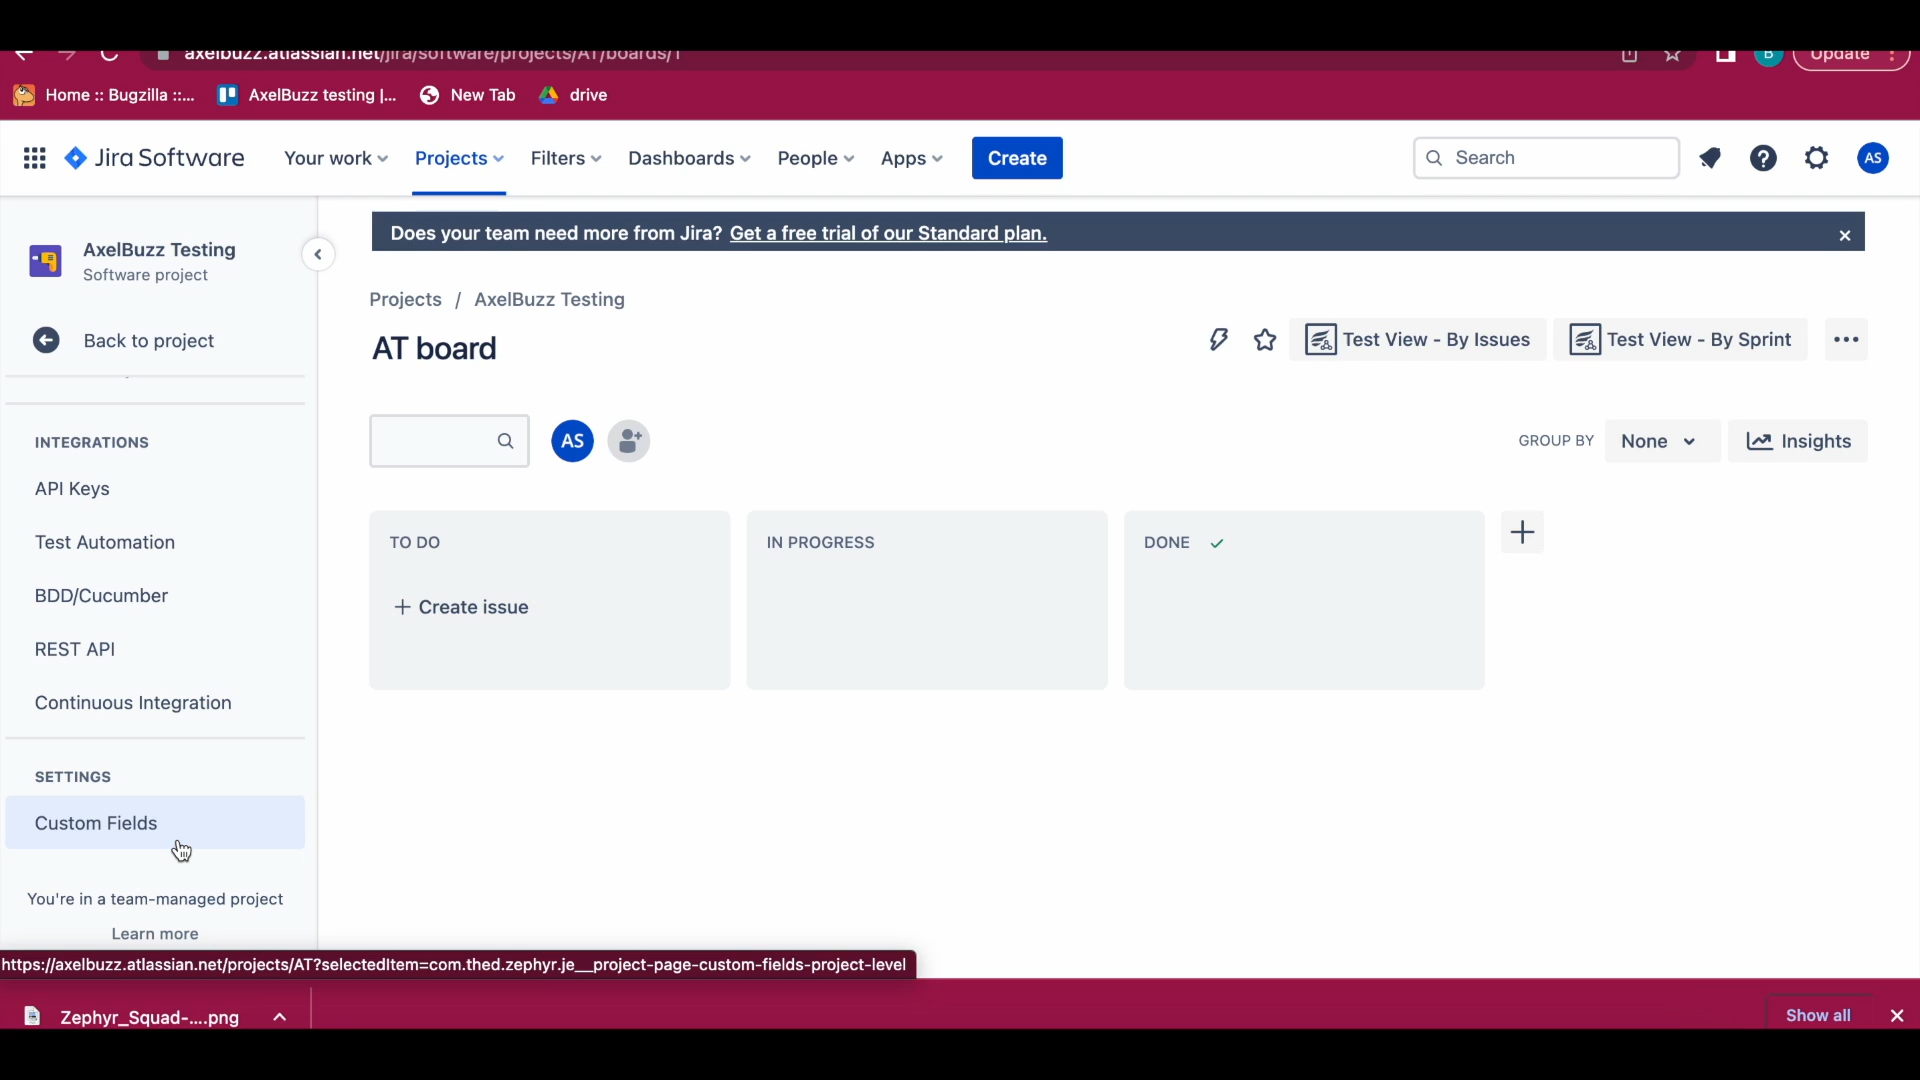 axelbuzz.atlassian.net/jira/software/projects/AT/boards/1
B
Update
Home :: Bugzilla ::...
AxelBuzz testing |...
New Tab
drive
Jira Software
Your work
Projects
Filters
Dashboards
People
Apps
Create
Search
AS
AxelBuzz Testing
Software project
Back to project
INTEGRATIONS
API Keys
Test Automation
BDD/Cucumber
REST API
Continuous Integration
SETTINGS
Custom Fields
You're in a team-managed project
Learn more
Does your team need more from Jira? Get a free trial of our Standard plan.
Projects / AxelBuzz Testing
AT board
Test View - By Issues
Test View - By Sprint
AS
GROUP BY
None
Insights
TO DO
IN PROGRESS
DONE
+ Create issue
https://axelbuzz.atlassian.net/projects/AT?selectedItem=com.thed.zephyr.je__project-page-custom-fields-project-level
Zephyr_Squad-....png
Show all